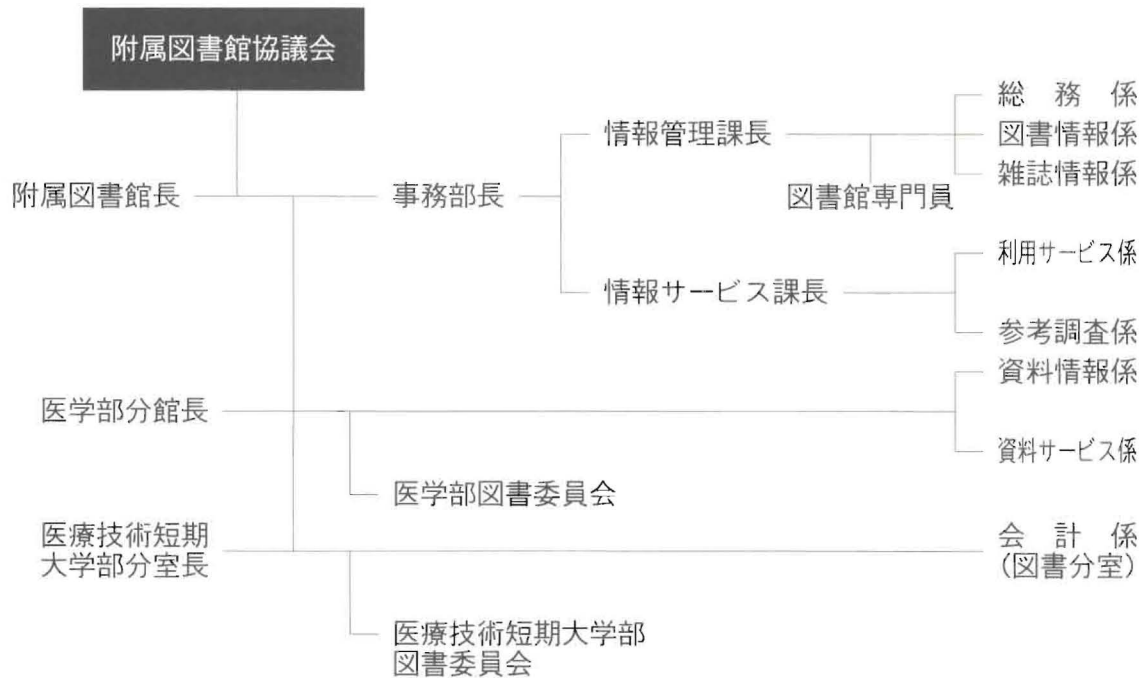 附属図書館協議会
附属図書館長
事務部長
情報管理課長
図書館専門員
総 務 係
図書情報係
雑誌情報係
情報サービス課長
利用サービス係
参考調査係
医学部分館長
資料情報係
資料サービス係
医学部図書委員会
医療技術短期
大学部分室長
会 計 係
(図書分室)
医療技術短期大学部
図書委員会